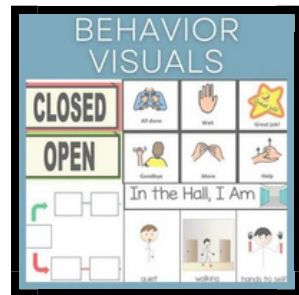 BEHAVIOR
VISUALS
CLOSED
OPEN
All done
Wait
Great job!
Goodbye
More
Help
In the Hall, I Am
quiet
walking
hands to self